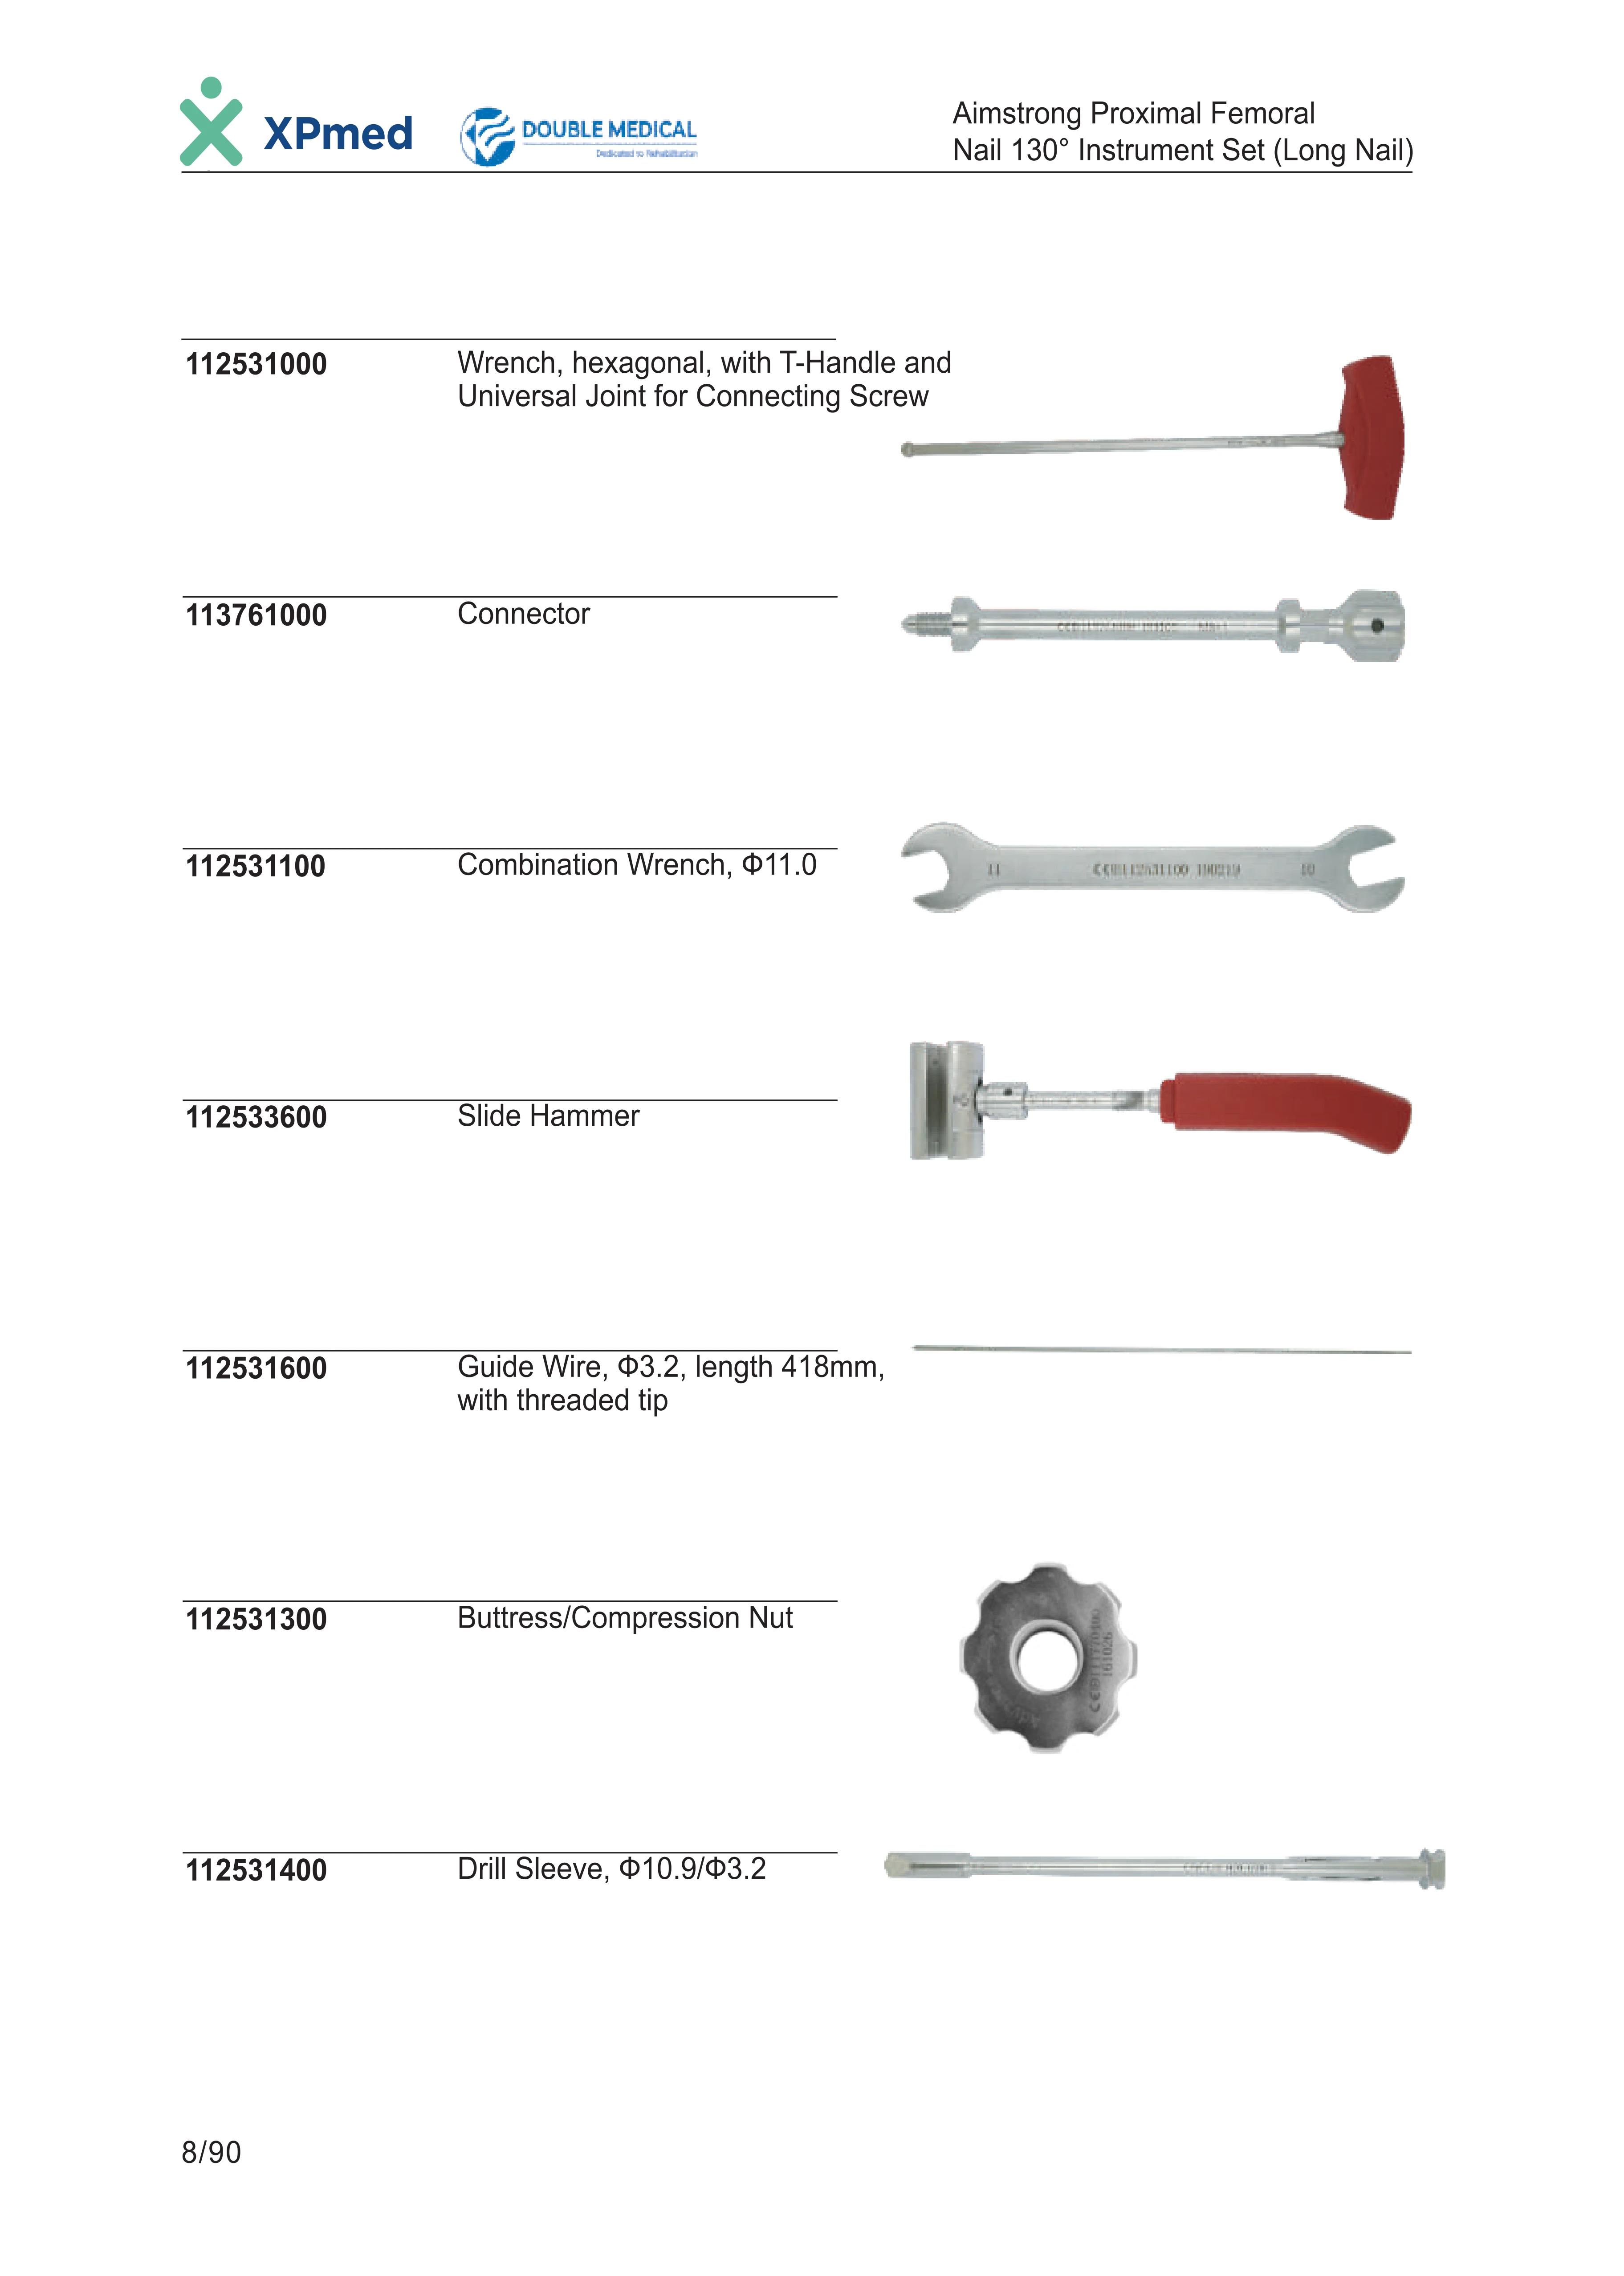 XPmed
DOUBLE MEDICAL
Dedicated to Rehabilitation
Aimstrong Proximal Femoral
Nail 130° Instrument Set (Long Nail)
112531000
Wrench, hexagonal, with T-Handle and
Universal Joint for Connecting Screw
113761000
Connector
112531100
Combination Wrench, Φ11.0
11
112531100
10
112533600
Slide Hammer
112531600
Guide Wire, Φ3.2, length 418mm,
with threaded tip
112531300
Buttress/Compression Nut
161026
112531400
Drill Sleeve, Φ10.9/Φ3.2
8/90